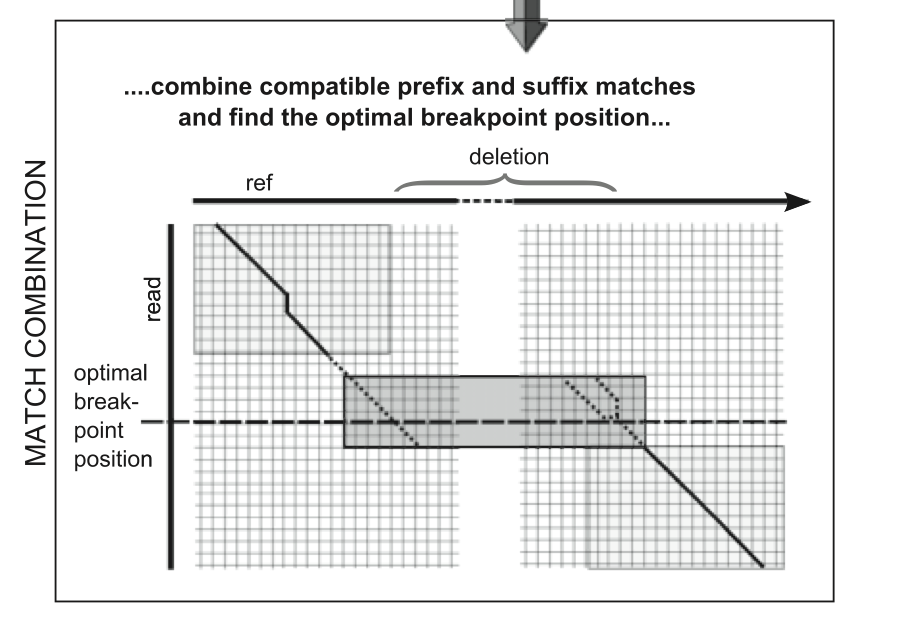 ....combine compatible prefix and suffix matches
and find the optimal breakpoint position...
deletion
ref
MATCH COMBINATION
read
optimal
break-
point
position